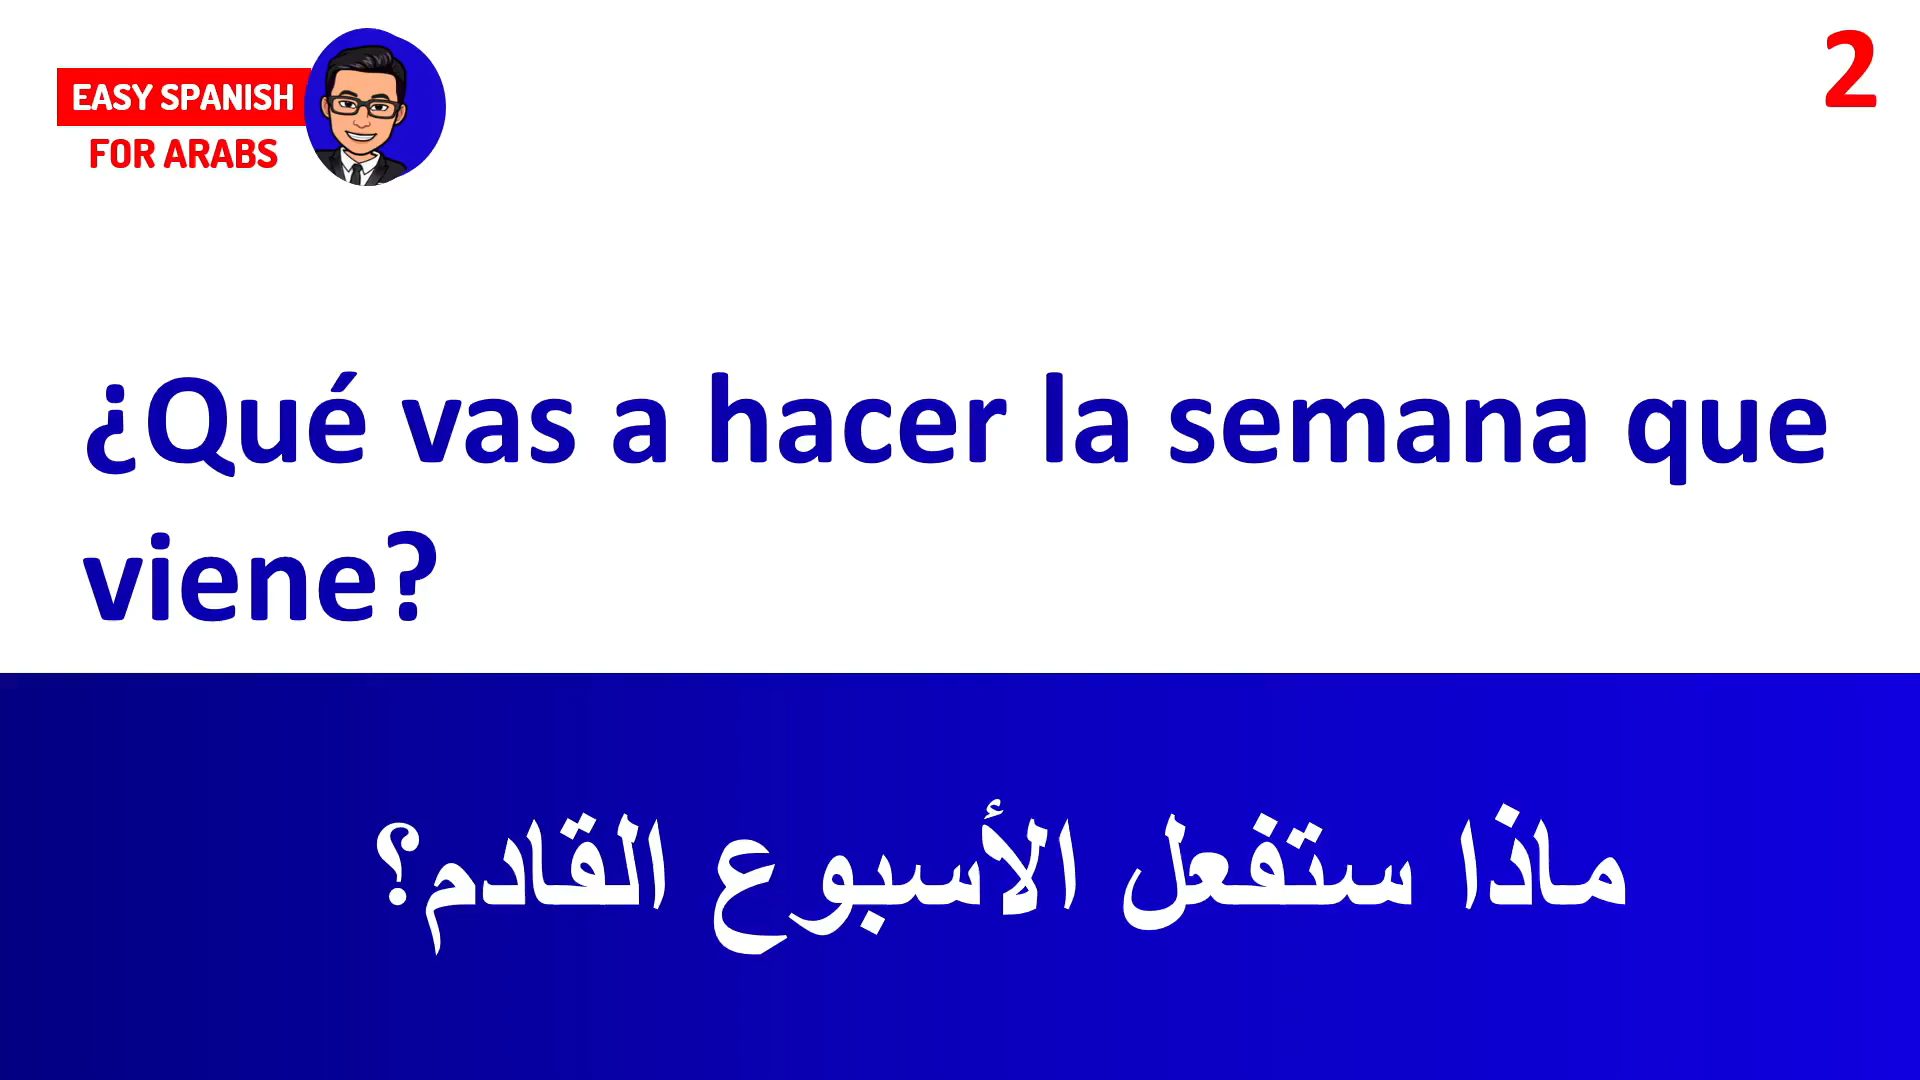 EASY SPANISH
FOR ARABS
2
¿Qué vas a hacer la semana que
viene?
ماذا ستفعل الأسبوع القادم؟